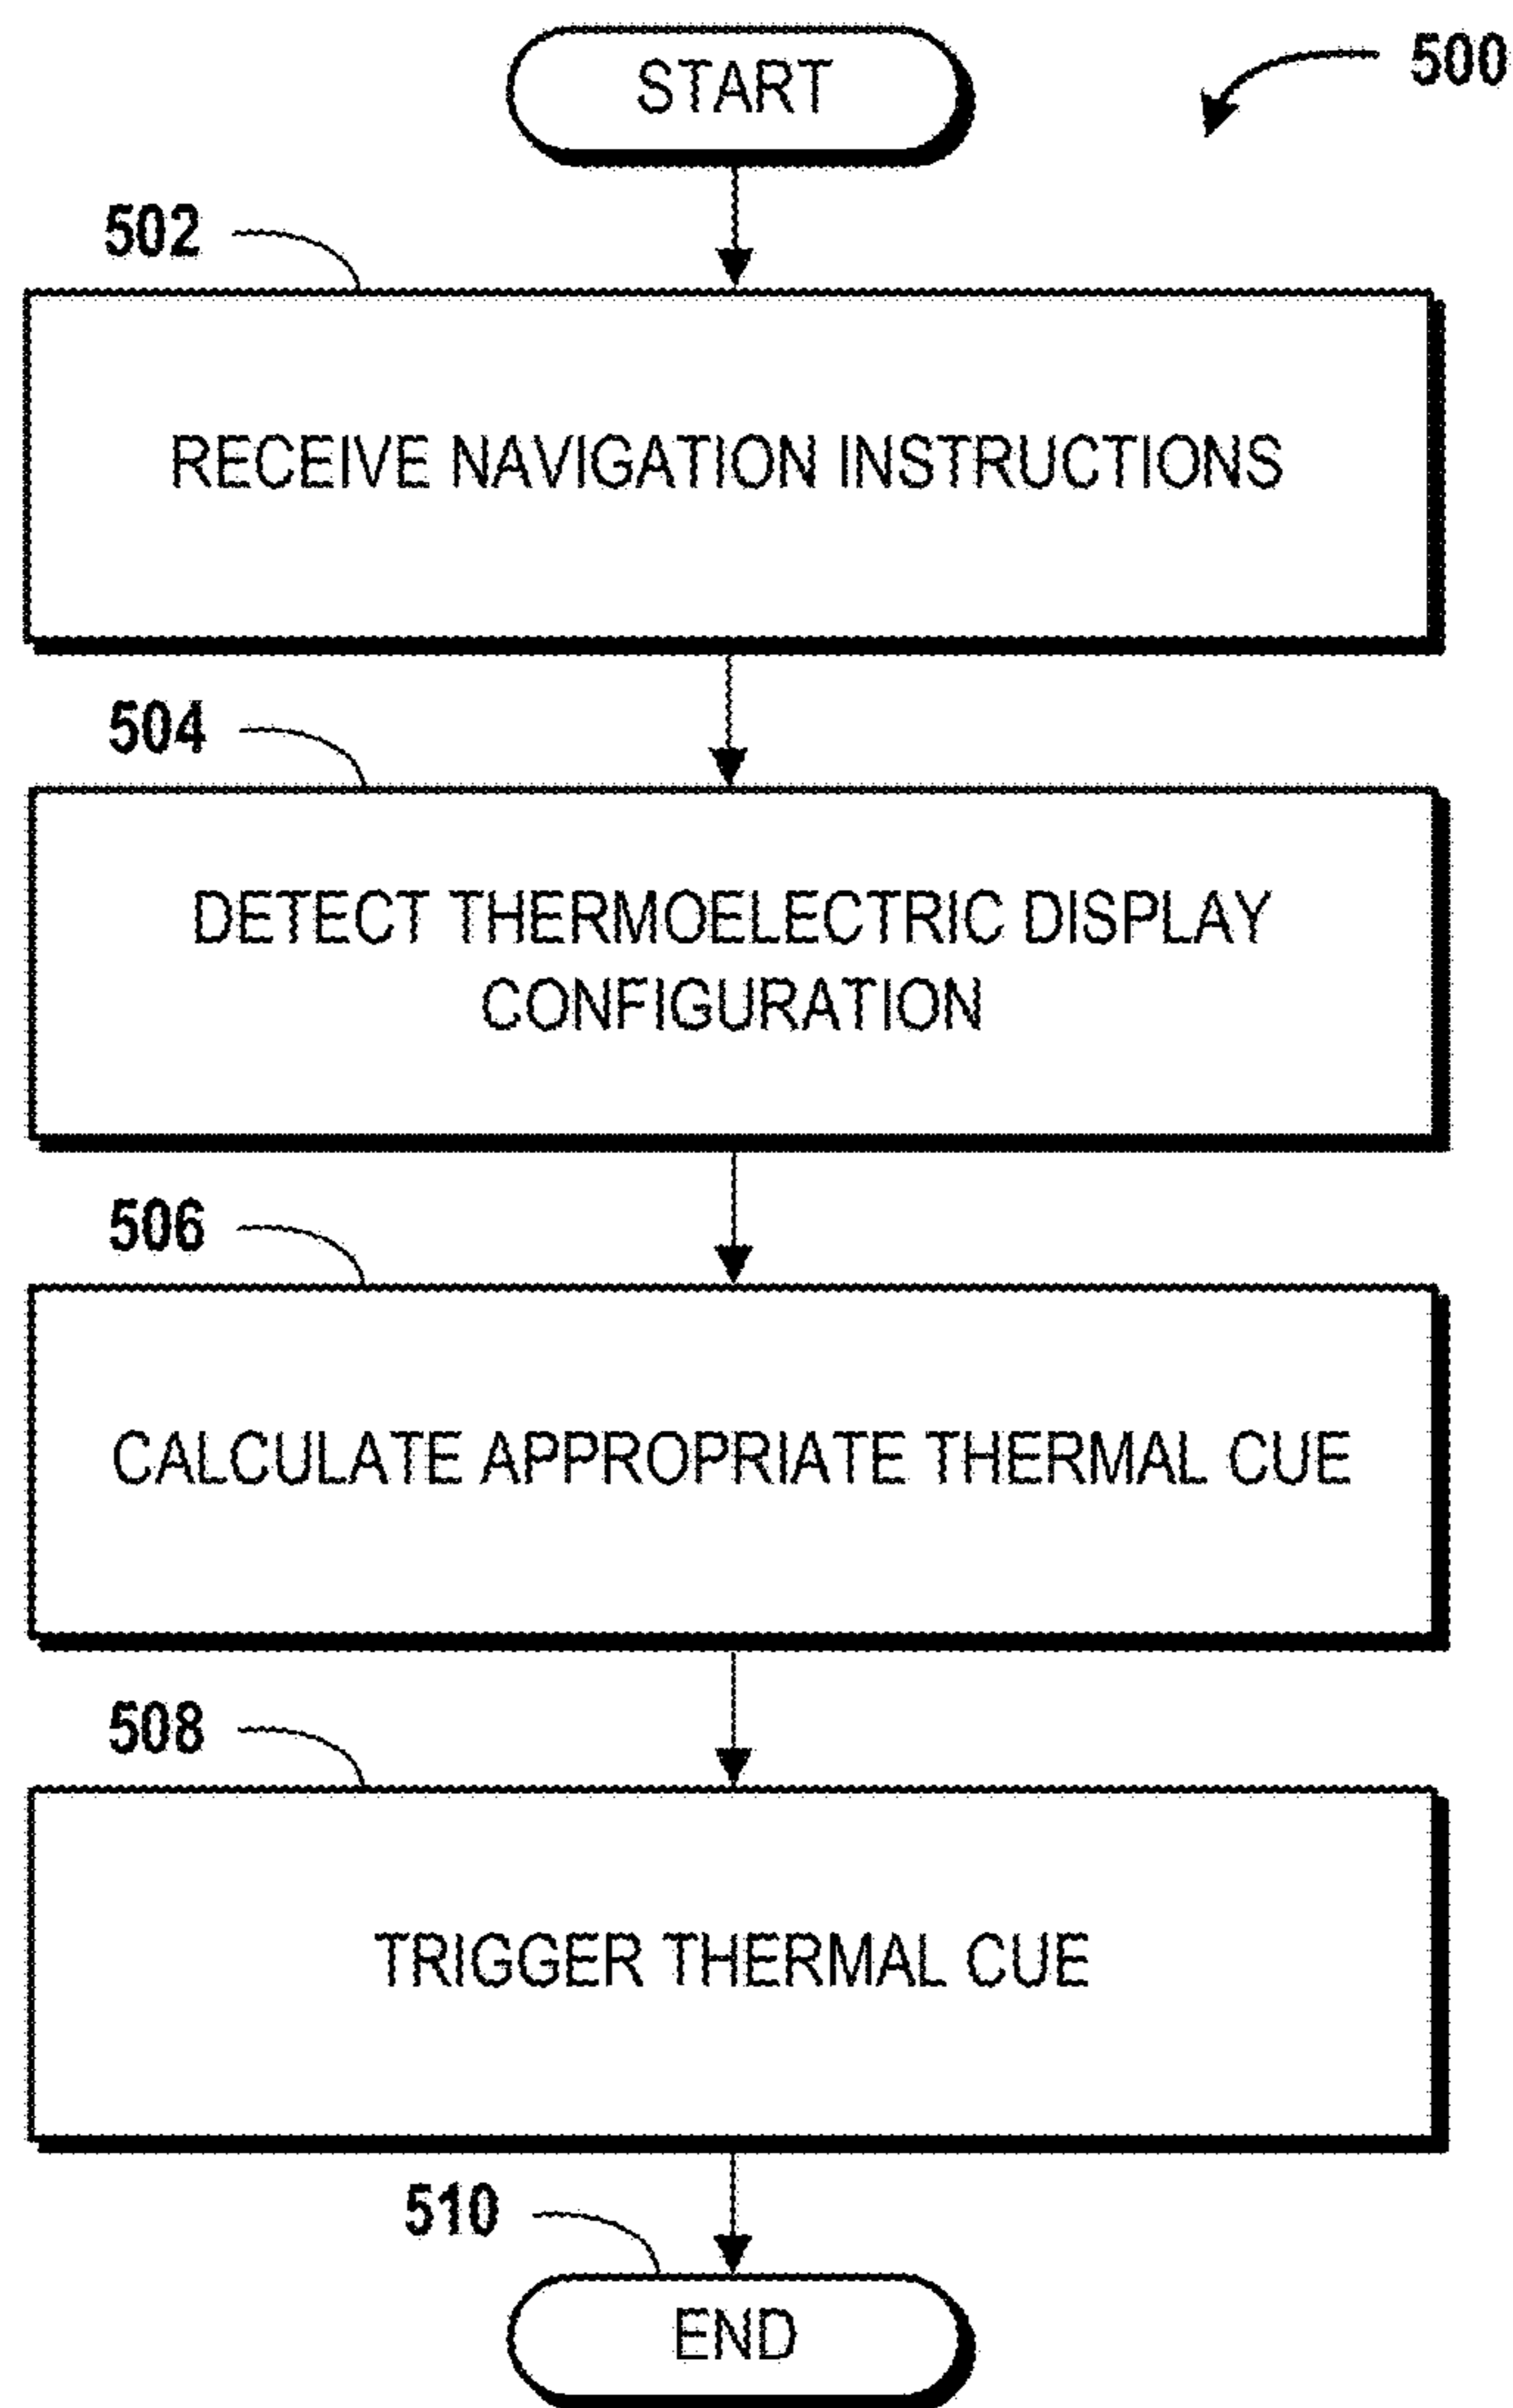 START
500
502
RECEIVE NAVIGATION INSTRUCTIONS
504
DETECT THERMOELECTRIC DISPLAY
CONFIGURATION
506
CALCULATE APPROPRIATE THERMAL CUE
508
TRIGGER THERMAL CUE
510
END